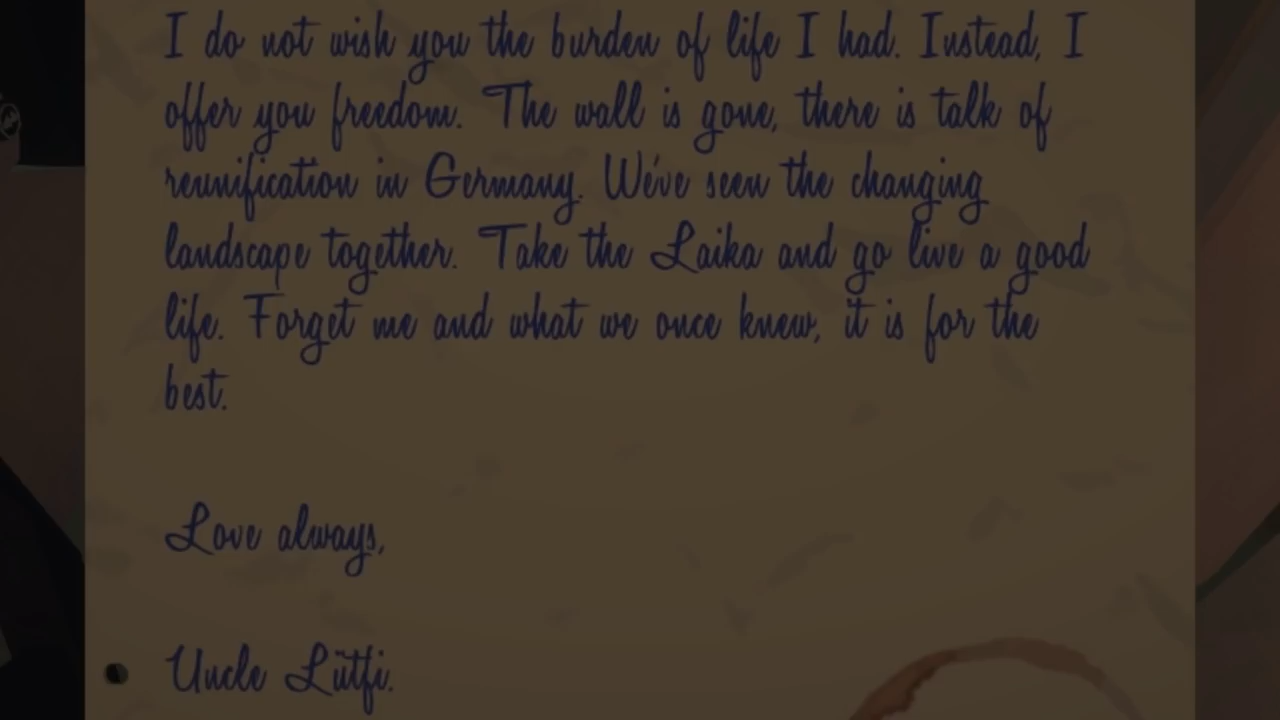 I do not wish you the burden of life I had. Instead, I
offer you freedom. The wall is gone, there is talk of
reunification in Germany. We've seen the changing
landscape together. Take the Laika and go live a good
life. Forget me and what we once knew, it is for the
best.
Love always,
Uncle Lütfi.